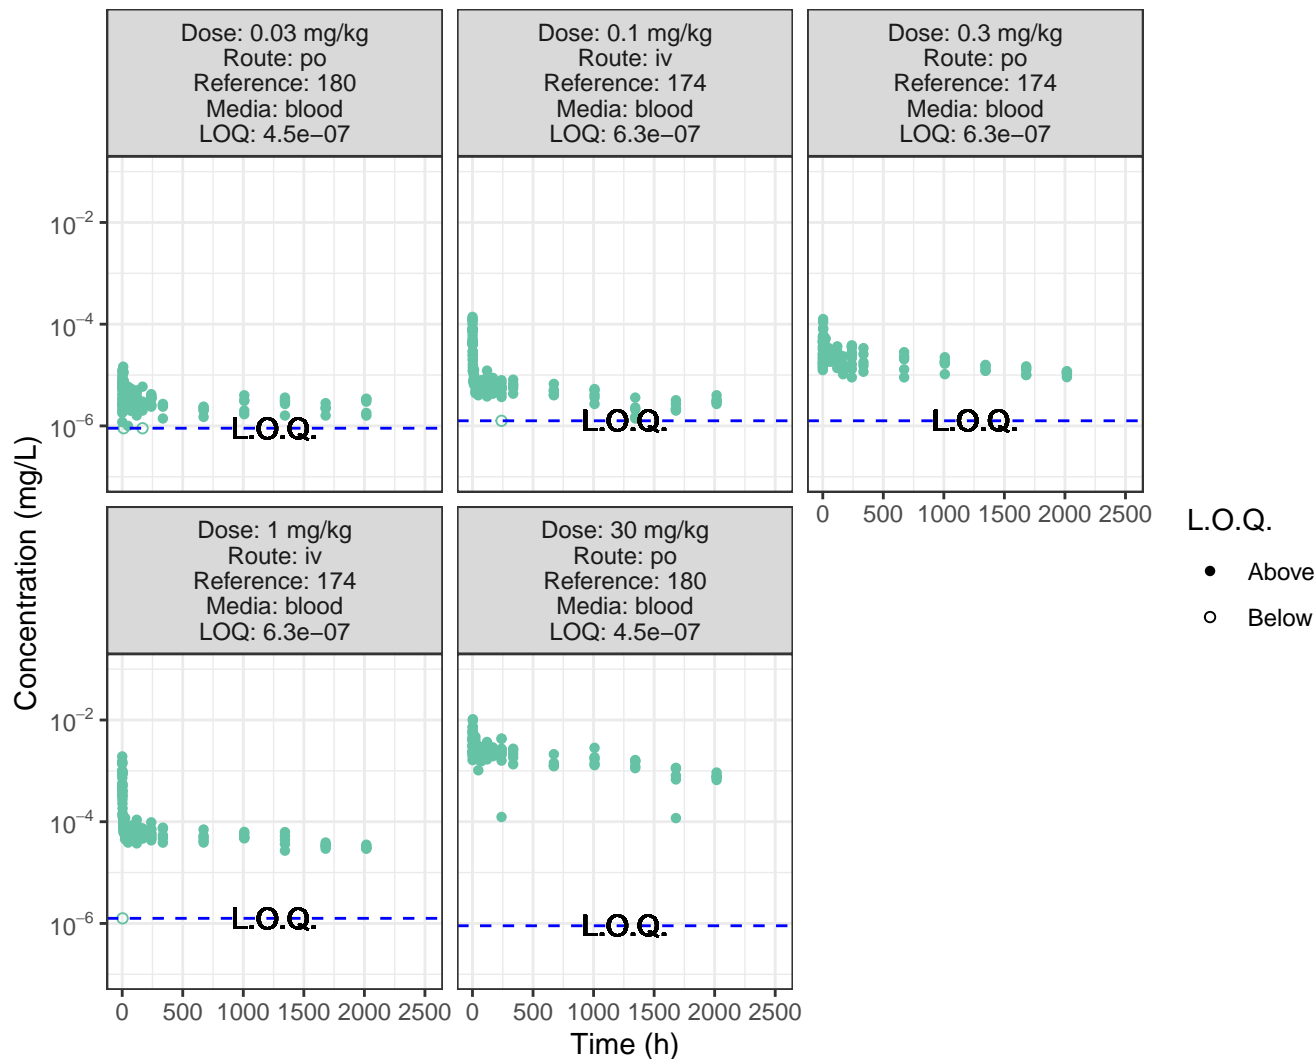 Dose: 0.03 mg/kg
Route: po
Reference: 180
Media: blood
LOQ: 4.5e−07
Dose: 0.1 mg/kg
Route: iv
Reference: 174
Media: blood
LOQ: 6.3e−07
Dose: 0.3 mg/kg
Route: po
Reference: 174
Media: blood
LOQ: 6.3e−07
10−2
10−4
10−6
L.O.Q.
L.O.Q.
L.O.Q.
0 500 1000 1500 2000 2500
Dose: 1 mg/kg
Route: iv
Reference: 174
Media: blood
LOQ: 6.3e−07
Dose: 30 mg/kg
Route: po
Reference: 180
Media: blood
LOQ: 4.5e−07
10−2
10−4
10−6
L.O.Q.
L.O.Q.
0 500 1000 1500 2000 2500
0 500 1000 1500 2000 2500
Time (h)
Concentration (mg/L)
L.O.Q.
Above
Below